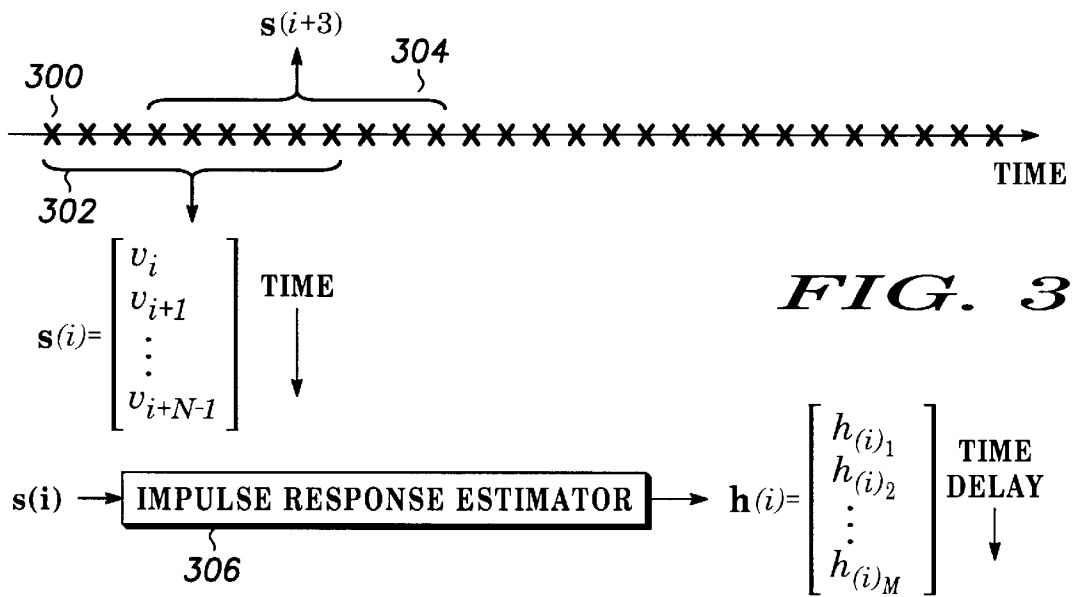 s(i+3)
300
304
X X X X X X X X X X X X X X X X X X X X X X X X X X X X
TIME
302
s(i)=
v_i
v_{i+1}
⋮
v_{i+N-1}
TIME
FIG. 3
s(i)
IMPULSE RESPONSE ESTIMATOR
306
h(i)=
h_{(i)_1}
h_{(i)_2}
⋮
h_{(i)_M}
TIME
DELAY